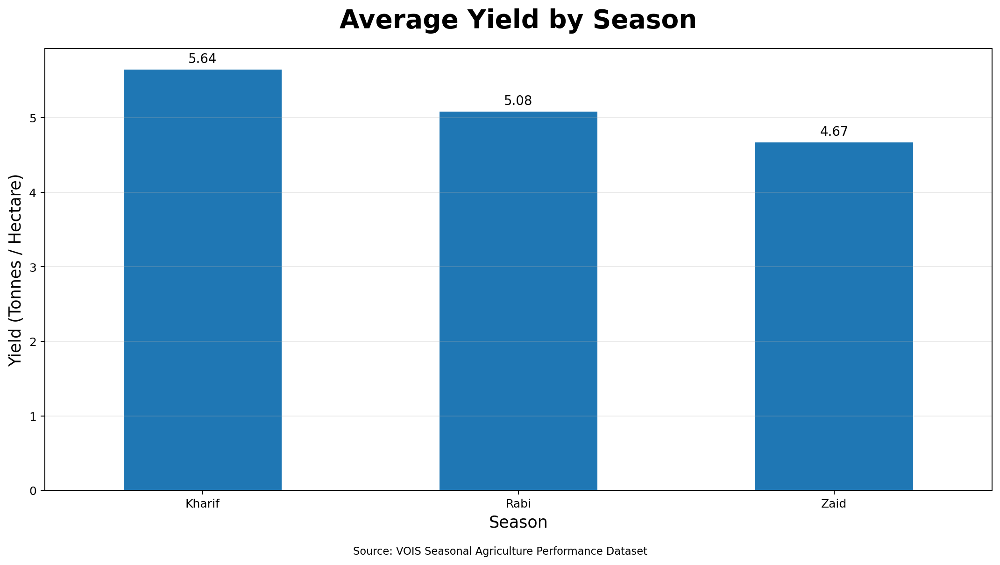 Average Yield by Season
5.64
5.08
4.67
5
4
3
2
1
0
Yield (Tonnes / Hectare)
Kharif
Rabi
Zaid
Season
Source: VOIS Seasonal Agriculture Performance Dataset